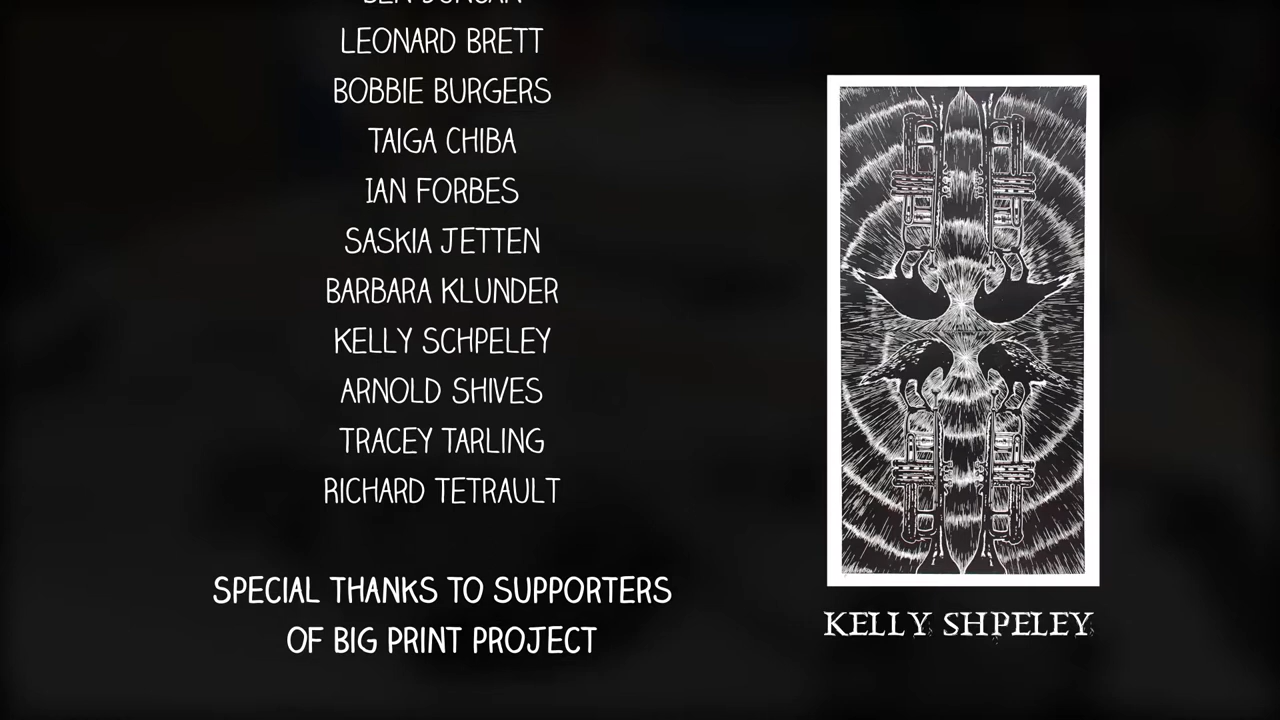 LEONARD BRETT
BOBBIE BURGERS
TAIGA CHIBA
IAN FORBES
SASKIA JETTEN
BARBARA KLUNDER
KELLY SCHPELEY
ARNOLD SHIVES
TRACEY TARLING
RICHARD TETRAULT
SPECIAL THANKS TO SUPPORTERS
OF BIG PRINT PROJECT
KELLY SHPELEY